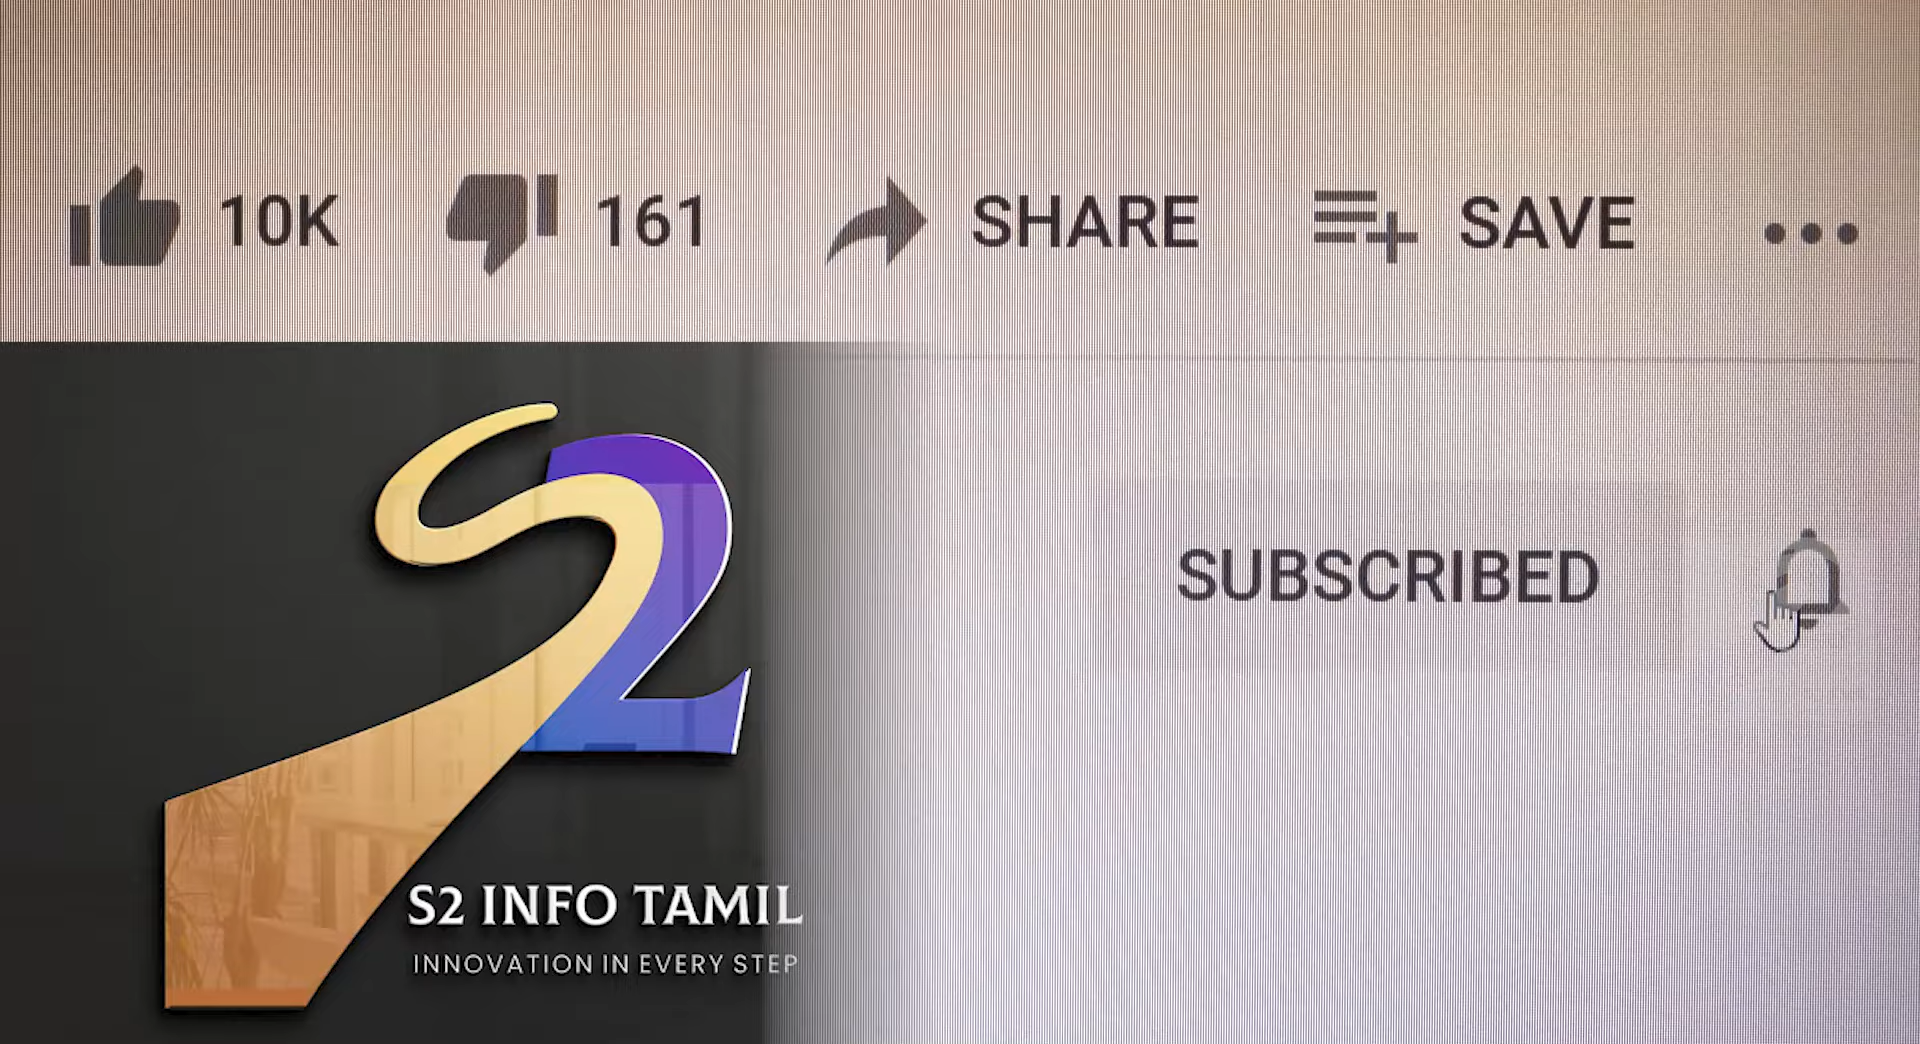 10K 161 SHARE SAVE
SUBSCRIBED
S2 INFO TAMIL
INNOVATION IN EVERY STEP